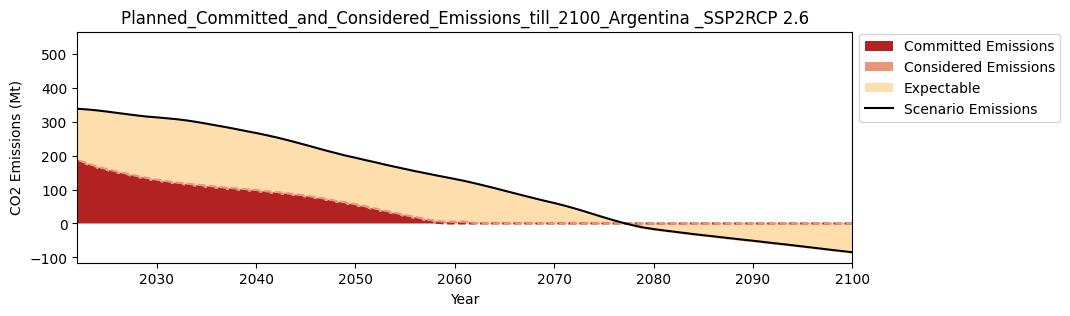 Planned_Committed_and_Considered_Emissions_till_2100_Argentina _SSP2RCP 2.6
Committed Emissions
Considered Emissions
Expectable
Scenario Emissions
CO2 Emissions (Mt)
500
400
300
200
100
0
−100
2030 2040 2050 2060 2070 2080 2090 2100
Year